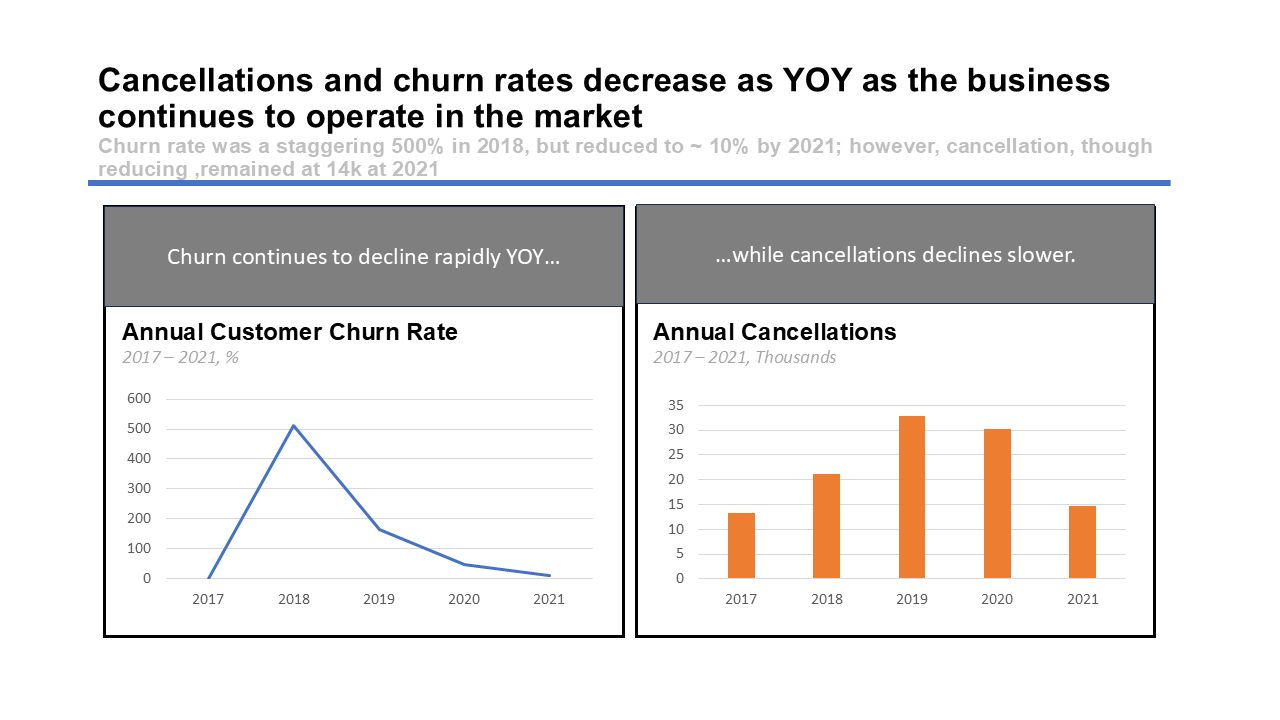 Cancellations and churn rates decrease as YOY as the business
continues to operate in the market
Churn rate was a staggering 500% in 2018, but reduced to ~ 10% by 2021; however, cancellation, though
reducing ,remained at 14k at 2021
Churn continues to decline rapidly YOY…
Annual Customer Churn Rate
2017 – 2021, %
600
500
400
300
200
100
0
2017 2018 2019 2020 2021
…while cancellations declines slower.
Annual Cancellations
2017 – 2021, Thousands
35
30
25
20
15
10
5
0
2017 2018 2019 2020 2021